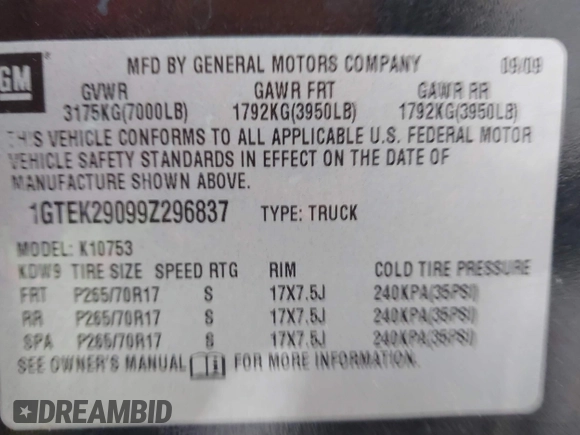 GM
MFD BY GENERAL MOTORS COMPANY 09/09
GVWR GAWR FRT GAWR RR
3175KG(7000LB) 1792KG(3950LB) 1792KG(3950LB)
THIS VEHICLE CONFORMS TO ALL APPLICABLE U.S. FEDERAL MOTOR
VEHICLE SAFETY STANDARDS IN EFFECT ON THE DATE OF
MANUFACTURE SHOWN ABOVE.
1GTEK29099Z296837 TYPE: TRUCK
MODEL: K10753
KDW9 TIRE SIZE SPEED RTG RIM COLD TIRE PRESSURE
FRT P265/70R17 S 17X7.5J 240KPA(35PSI)
RR P265/70R17 S 17X7.5J 240KPA(35PSI)
SPA P265/70R17 S 17X7.5J 240KPA(35PSI)
SEE OWNER'S MANUAL FOR MORE INFORMATION.
DREAMBID